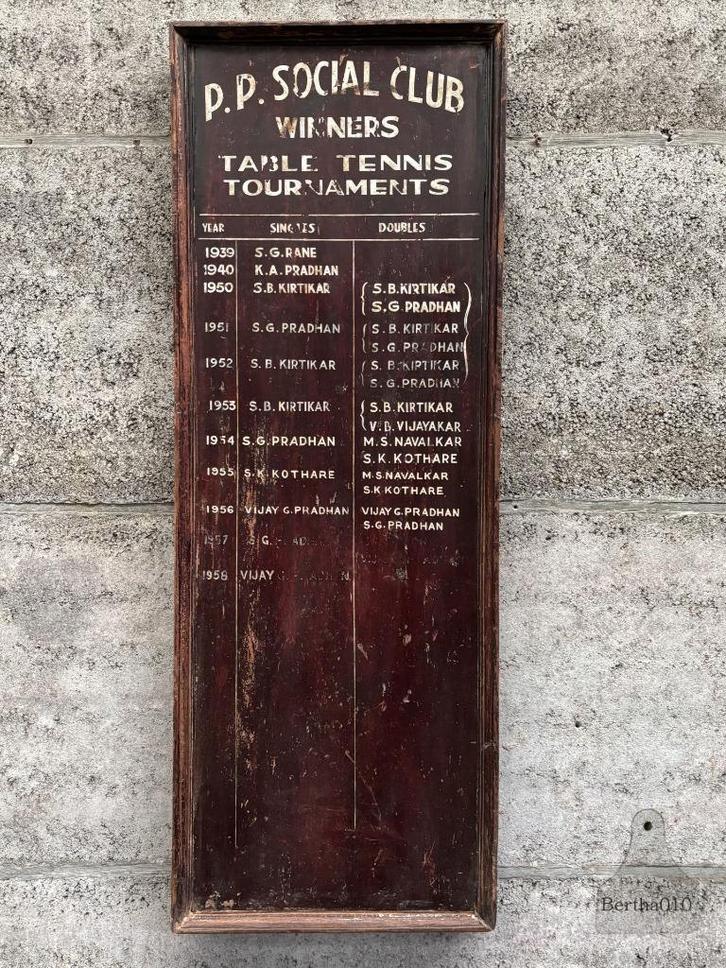 P.P. SOCIAL CLUB
WINNERS
TABLE TENNIS
TOURNAMENTS
YEAR SINGLES DOUBLES
1939 S.G.RANE
1940 K.A.PRADHAN
1950 S.B.KIRTIKAR S.B.KIRTIKAR
S.G.PRADHAN
1951 S.G.PRADHAN S.B.KIRTIKAR
S.G.PRADHAN
1952 S.B.KIRTIKAR S.B.KIRTIKAR
S.G.PRADHAN
1953 S.B.KIRTIKAR S.B.KIRTIKAR
V.B.VIJAYAKAR
1954 S.G.PRADHAN M.S.NAVALKAR
S.K.KOTHARE
1955 S.K.KOTHARE M.S.NAVALKAR
S.K.KOTHARE
1956 VIJAY G.PRADHAN VIJAY G.PRADHAN
S.G.PRADHAN
1957 S.G.
1958 VIJAY G.
Bertha010